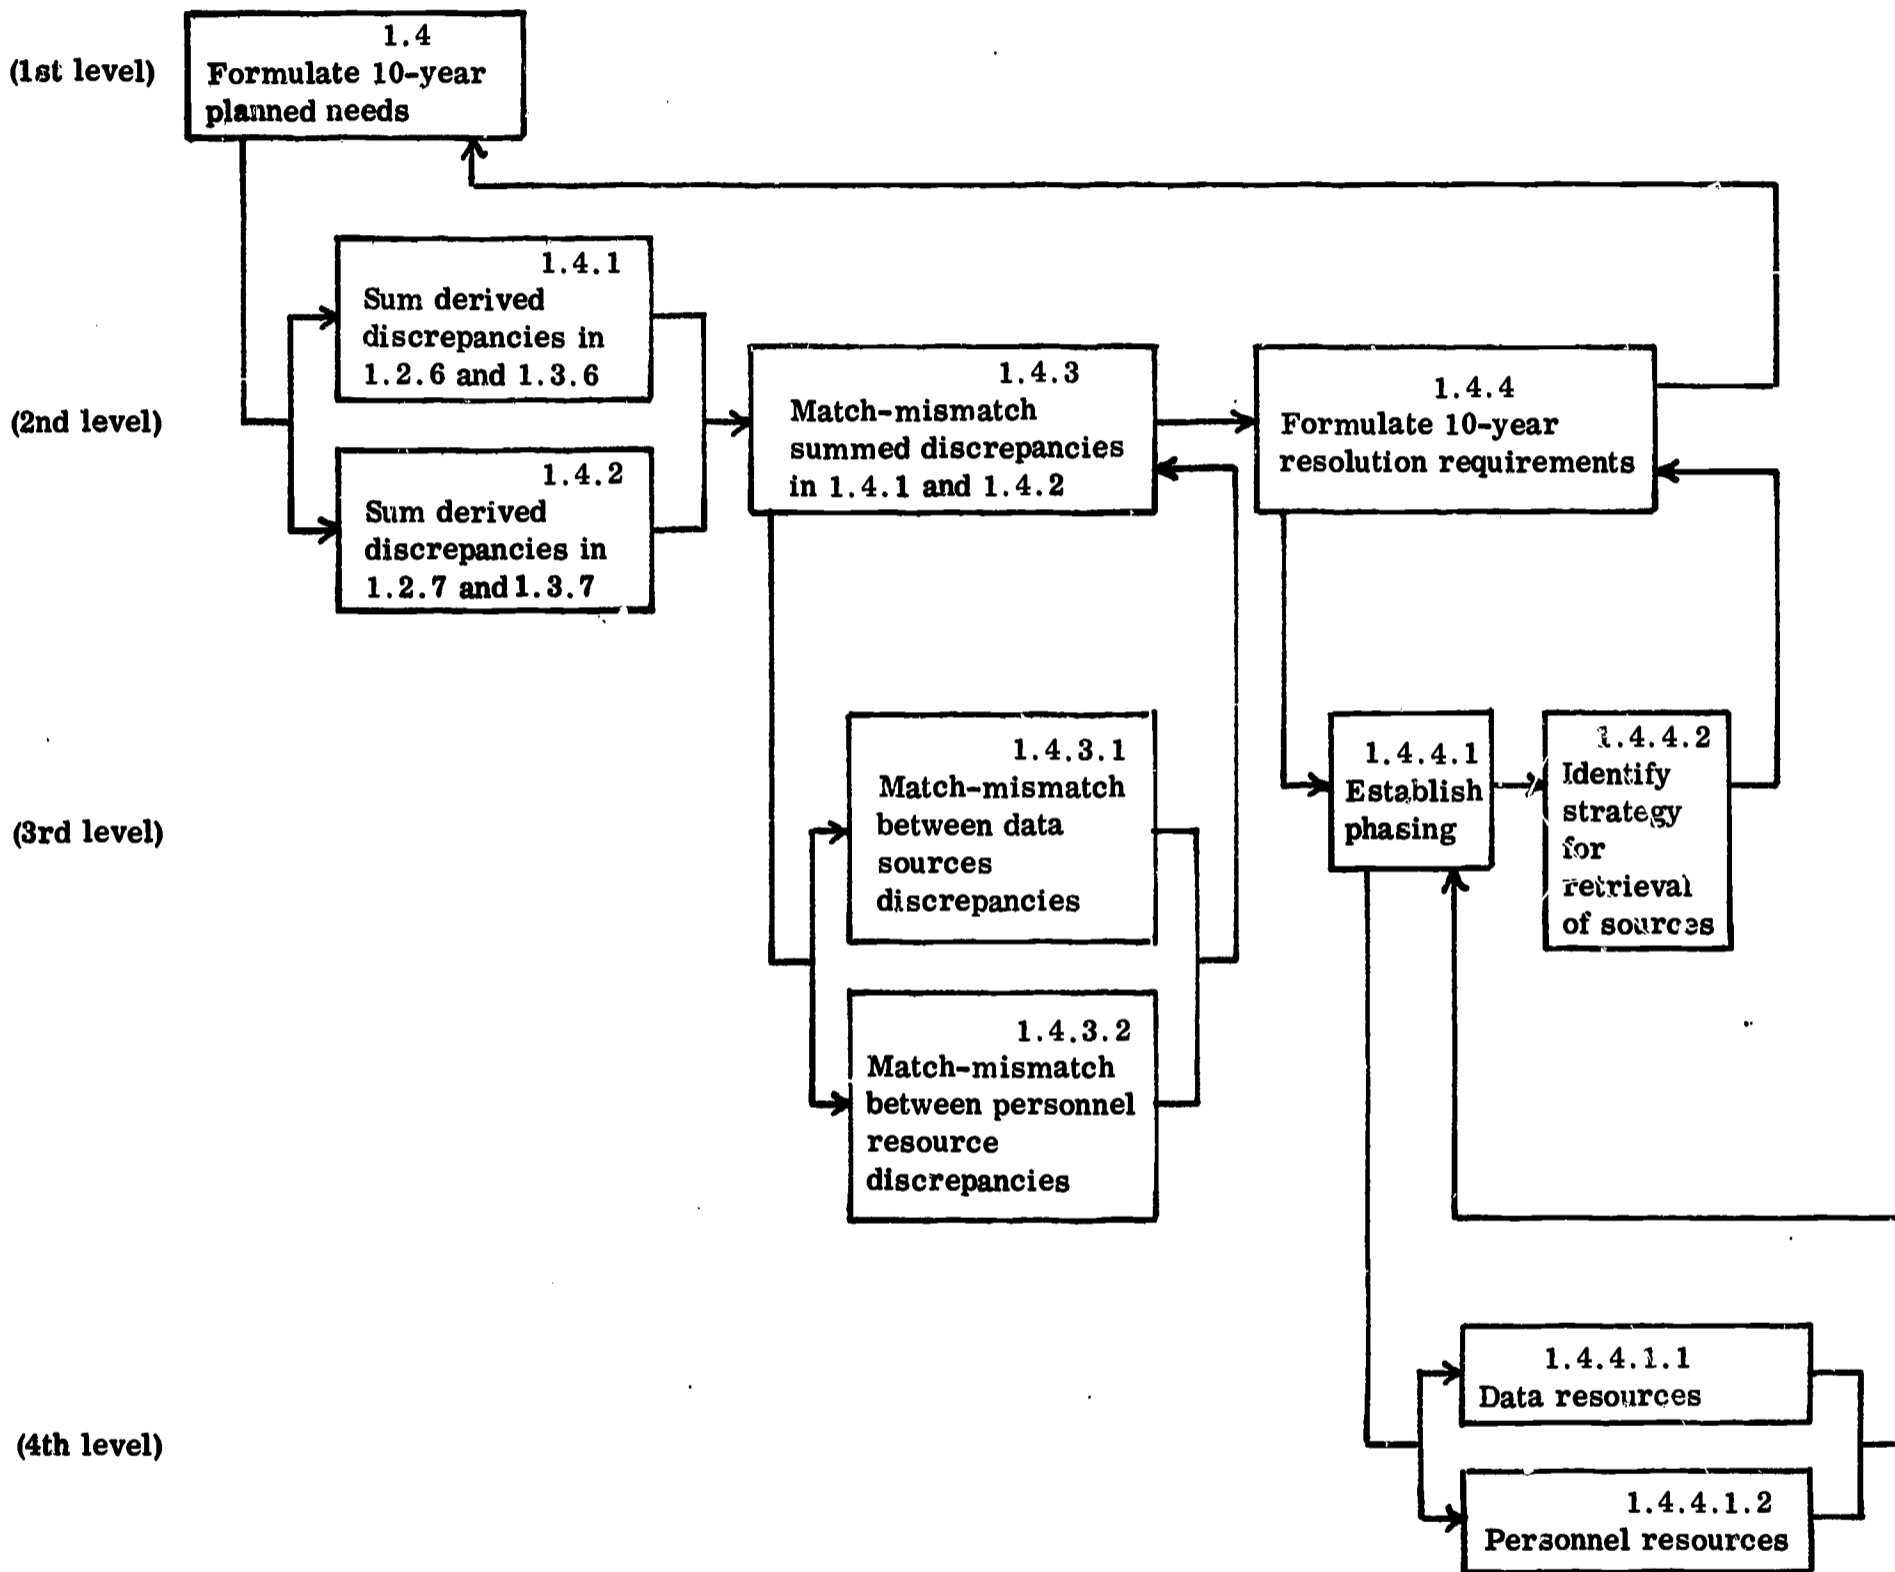 (1st level)
1.4
Formulate 10-year
planned needs
1.4.1
Sum derived
discrepancies in
1.2.6 and 1.3.6
(2nd level)
1.4.2
Sum derived
discrepancies in
1.2.7 and 1.3.7
1.4.3
Match-mismatch
summed discrepancies
in 1.4.1 and 1.4.2
1.4.4
Formulate 10-year
resolution requirements
(3rd level)
1.4.3.1
Match-mismatch
between data
sources
discrepancies
1.4.3.2
Match-mismatch
between personnel
resource
discrepancies
1.4.4.1
Establish
phasing
1.4.4.2
Identify
strategy
for
retrieval
of sources
(4th level)
1.4.4.1.1
Data resources
1.4.4.1.2
Personnel resources